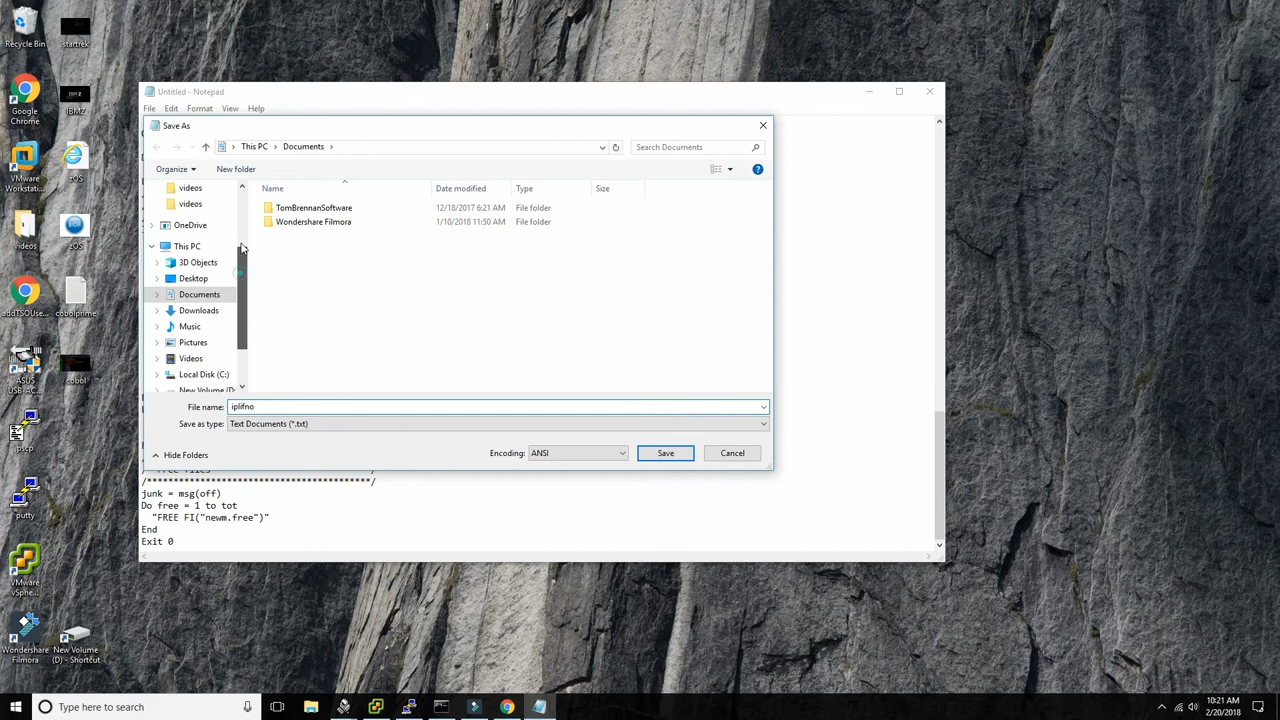 Recycle Bin
startrek
Google
Chrome
IBMZ
VMware
Workstati...
zOS
Videos
zOS
addTSOUse...
cobolprime
ASUS
USB-AC...
cobol
pscp
putty
VMware
vSphe...
Wondershare
Filmora
New Volume
(D) - Shortcut
Untitled - Notepad
File Edit Format View Help
Save As
This PC Documents
Search Documents
Organize
New folder
videos
videos
OneDrive
This PC
3D Objects
Desktop
Documents
Downloads
Music
Pictures
Videos
Local Disk (C:)
New Volume (D:
Name Date modified Type Size
TomBrennanSoftware 12/18/2017 6:21 AM File folder
Wondershare Filmora 1/10/2018 11:50 AM File folder
File name: iplifno
Save as type: Text Documents (*.txt)
Hide Folders
Encoding: ANSI
Save
Cancel
junk = msg(off)
Do free = 1 to tot
"FREE FI("newm.free")"
End
Exit 0
Type here to search
10:21 AM
2/20/2018